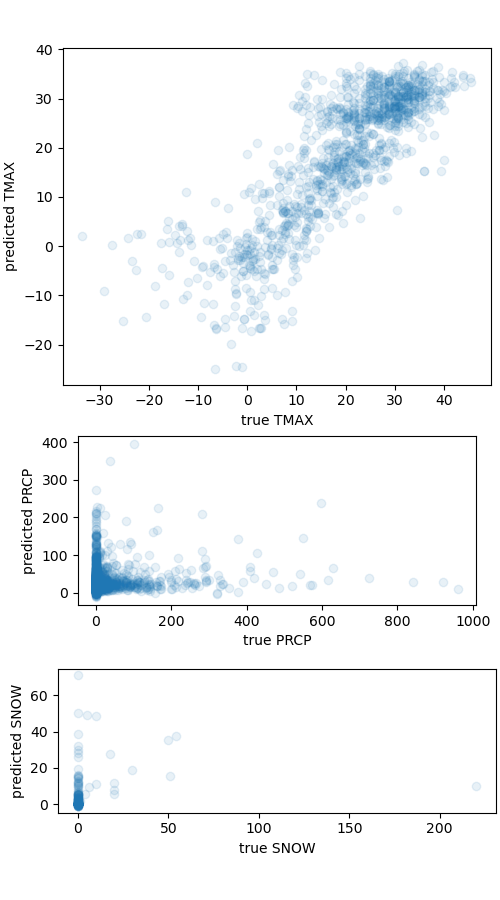 40
30
20
10
0
−10
−20
predicted TMAX
−30 −20 −10 0 10 20 30 40
true TMAX
400
300
200
100
0
predicted PRCP
0 200 400 600 800 1000
true PRCP
60
40
20
0
predicted SNOW
0 50 100 150 200
true SNOW